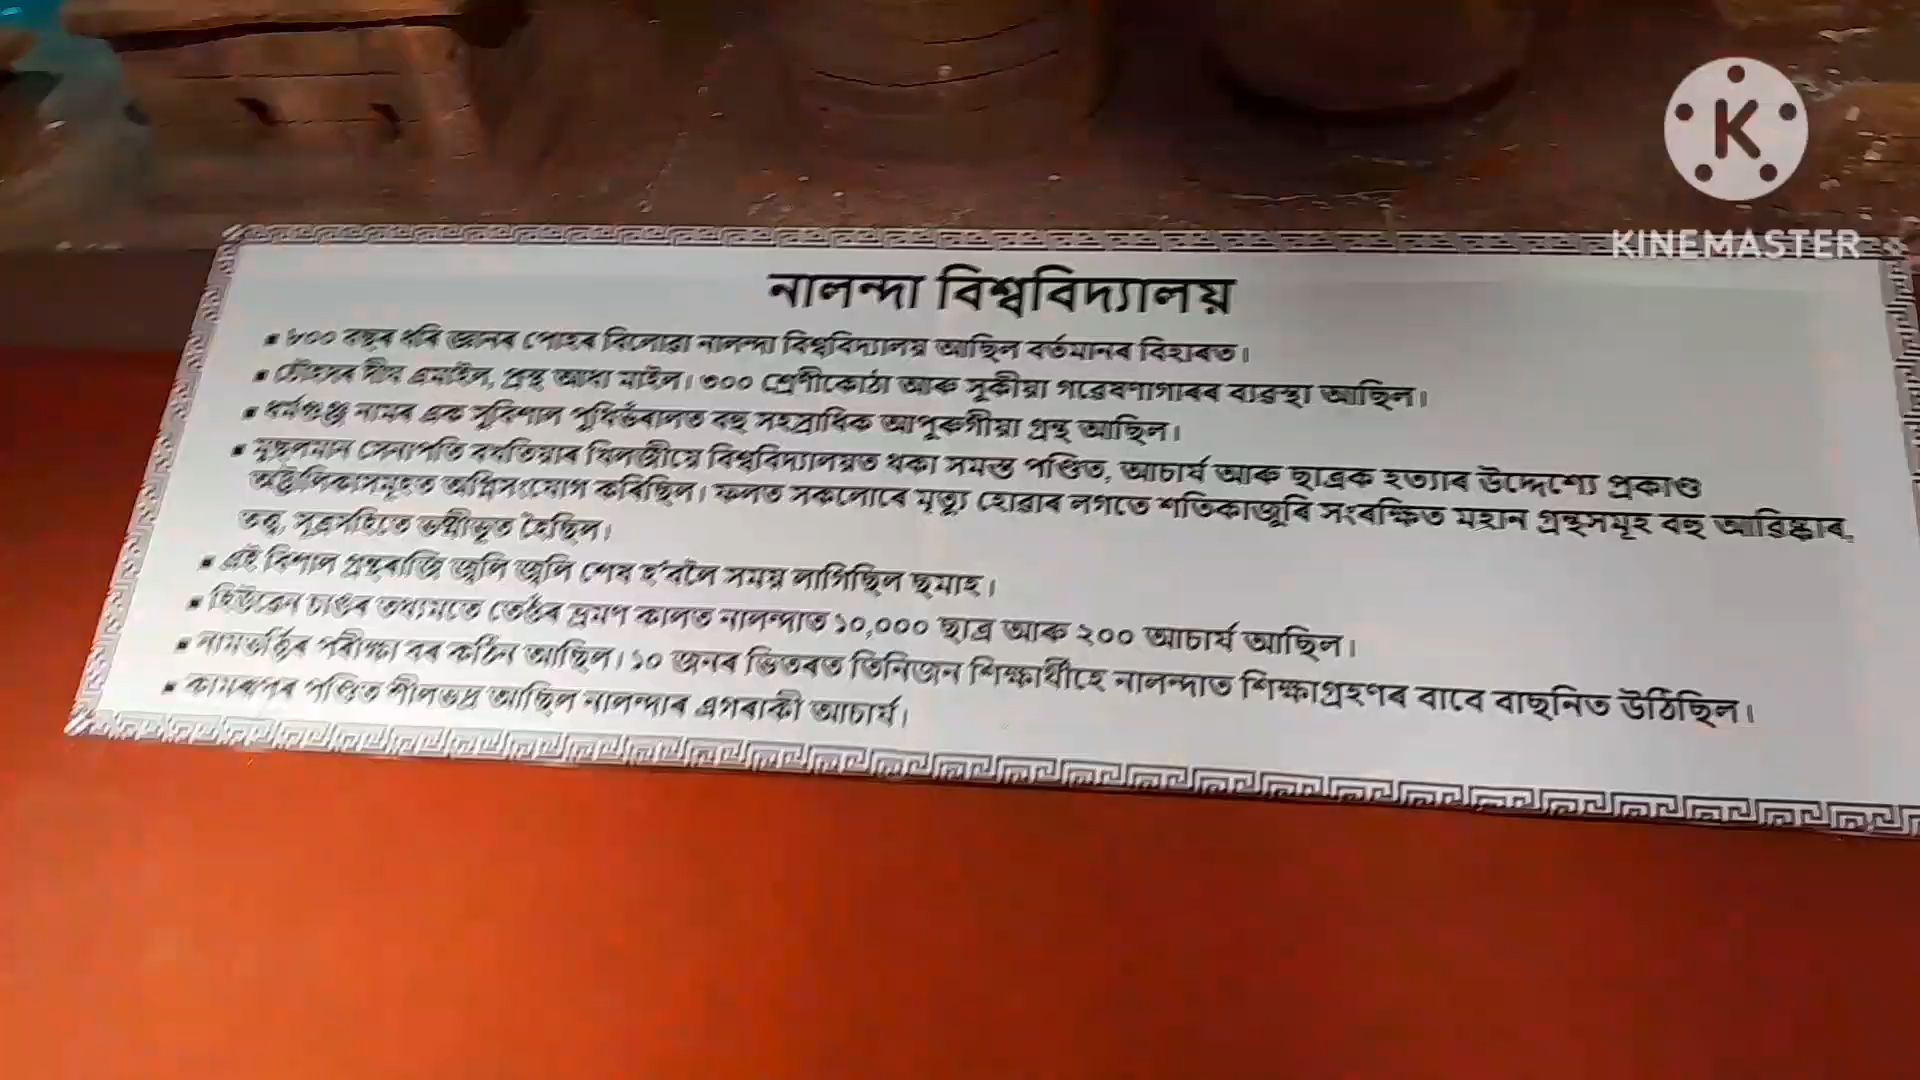 KINEMASTER
নালন্দা বিশ্ববিদ্যালয়
▪ ৮০০ বছৰ ধৰি জ্ঞানৰ পোহৰ বিলোৱা নালন্দা বিশ্ববিদ্যালয় আছিল বৰ্তমানৰ বিহাৰত।
▪ দীঘ এমাইল, প্ৰস্থ আধা মাইল। ৩০০ শ্ৰেণীকোঠা আৰু সুকীয়া গৱেষণাগাৰৰ ব্যৱস্থা আছিল।
▪ ধৰ্মগঞ্জ নামৰ এক সুবিশাল পুথিভঁৰালত বহু সহস্ৰাধিক আপুৰুগীয়া গ্ৰন্থ আছিল।
▪ মুছলমান সেনাপতি বখতিয়াৰ খিলজীয়ে বিশ্ববিদ্যালয়ত থকা সমস্ত পণ্ডিত, আচাৰ্য আৰু ছাত্ৰক হত্যাৰ উদ্দেশ্যে প্ৰকাণ্ড
অট্টালিকাসমূহত অগ্নিসংযোগ কৰিছিল। ফলত সকলোৰে মৃত্যু হোৱাৰ লগতে শতিকাজুৰি সংৰক্ষিত মহান গ্ৰন্থসমূহ বহু আৱিষ্কাৰ,
তত্ত্ব, সূত্ৰসহিতে ভস্মীভূত হৈছিল।
▪ এই বিশাল গ্ৰন্থৰাজি জ্বলি জ্বলি শেষ হ'বলৈ সময় লাগিছিল ছমাহ।
▪ হিউৱেন চাঙৰ তথ্যমতে তেওঁৰ ভ্ৰমণ কালত নালন্দাত ১০,০০০ ছাত্ৰ আৰু ২০০ আচাৰ্য আছিল।
▪ নামভৰ্তিৰ পৰীক্ষা বৰ কঠিন আছিল। ১০ জনৰ ভিতৰত তিনিজন শিক্ষাৰ্থীহে নালন্দাত শিক্ষাগ্ৰহণৰ বাবে বাছনিত উঠিছিল।
▪ কামৰূপৰ পণ্ডিত শীলভদ্ৰ আছিল নালন্দাৰ এগৰাকী আচাৰ্য।